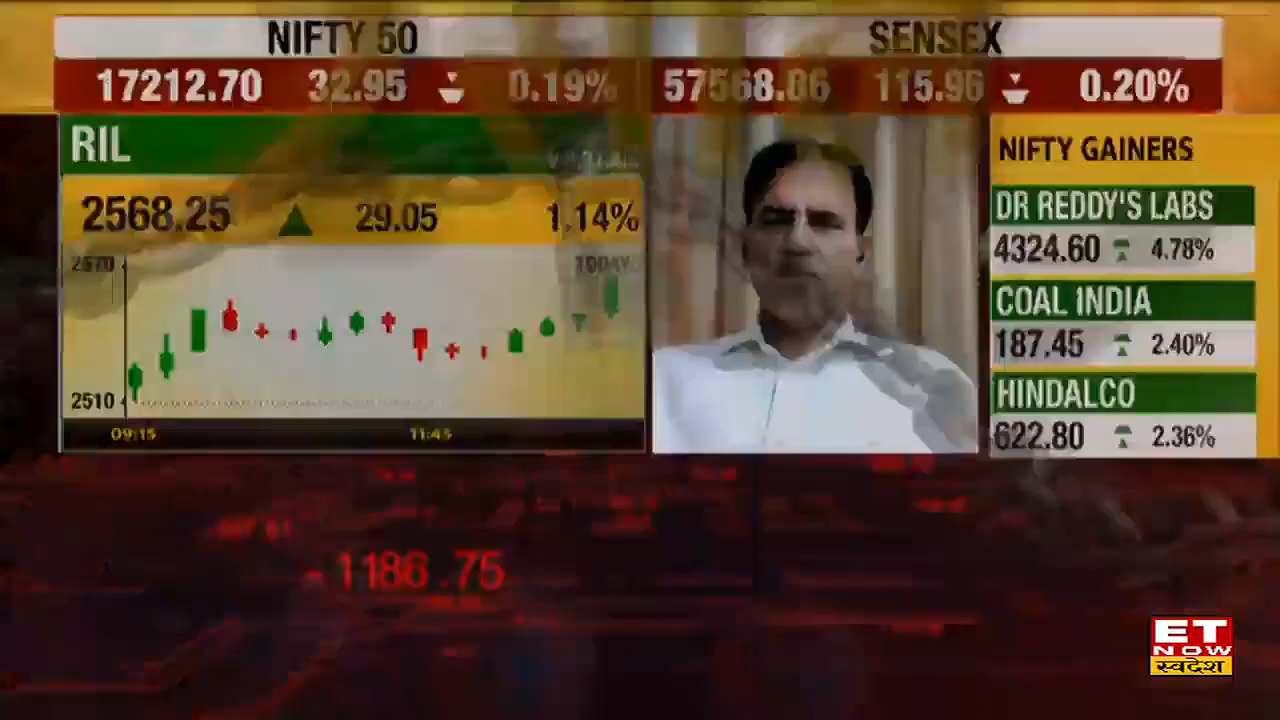 NIFTY 50
17212.70 32.95 0.19%
SENSEX
57568.86 115.96 0.20%
RIL
2568.25 29.05 1.14%
2570
TODAY
2510
09:15 11:45
NIFTY GAINERS
DR REDDY'S LABS
4324.60 4.78%
COAL INDIA
187.45 2.40%
HINDALCO
622.80 2.36%
-1186.75
ET
NOW
स्वदेश